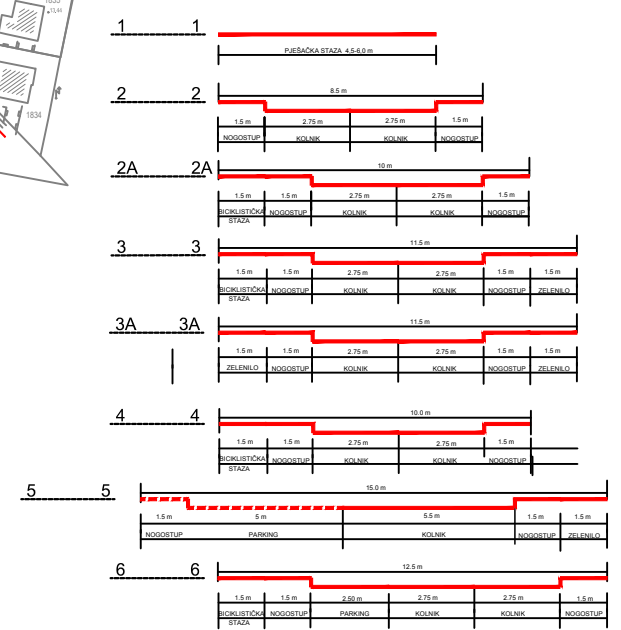 1835
13,44
1834
1 1
PJEŠAČKA STAZA 4,5-6,0 m
2 2
8.5 m
1.5 m 2.75 m 2.75 m 1.5 m
NOGOSTUP KOLNIK KOLNIK NOGOSTUP
2A 2A
10 m
1.5 m 1.5 m 2.75 m 2.75 m 1.5 m
BICIKLISTIČKA STAZA NOGOSTUP KOLNIK KOLNIK NOGOSTUP
3 3
11.5 m
1.5 m 1.5 m 2.75 m 2.75 m 1.5 m 1.5 m
BICIKLISTIČKA STAZA NOGOSTUP KOLNIK KOLNIK NOGOSTUP ZELENILO
3A 3A
11.5 m
1.5 m 1.5 m 2.75 m 2.75 m 1.5 m 1.5 m
ZELENILO NOGOSTUP KOLNIK KOLNIK NOGOSTUP ZELENILO
4 4
10.0 m
1.5 m 1.5 m 2.75 m 2.75 m 1.5 m
BICIKLISTIČKA STAZA NOGOSTUP KOLNIK KOLNIK NOGOSTUP
5 5
15.0 m
1.5 m 5 m 5.5 m 1.5 m 1.5 m
NOGOSTUP PARKING KOLNIK NOGOSTUP ZELENILO
6 6
12.5 m
1.5 m 1.5 m 2.50 m 2.75 m 2.75 m 1.5 m
BICIKLISTIČKA STAZA NOGOSTUP PARKING KOLNIK KOLNIK NOGOSTUP